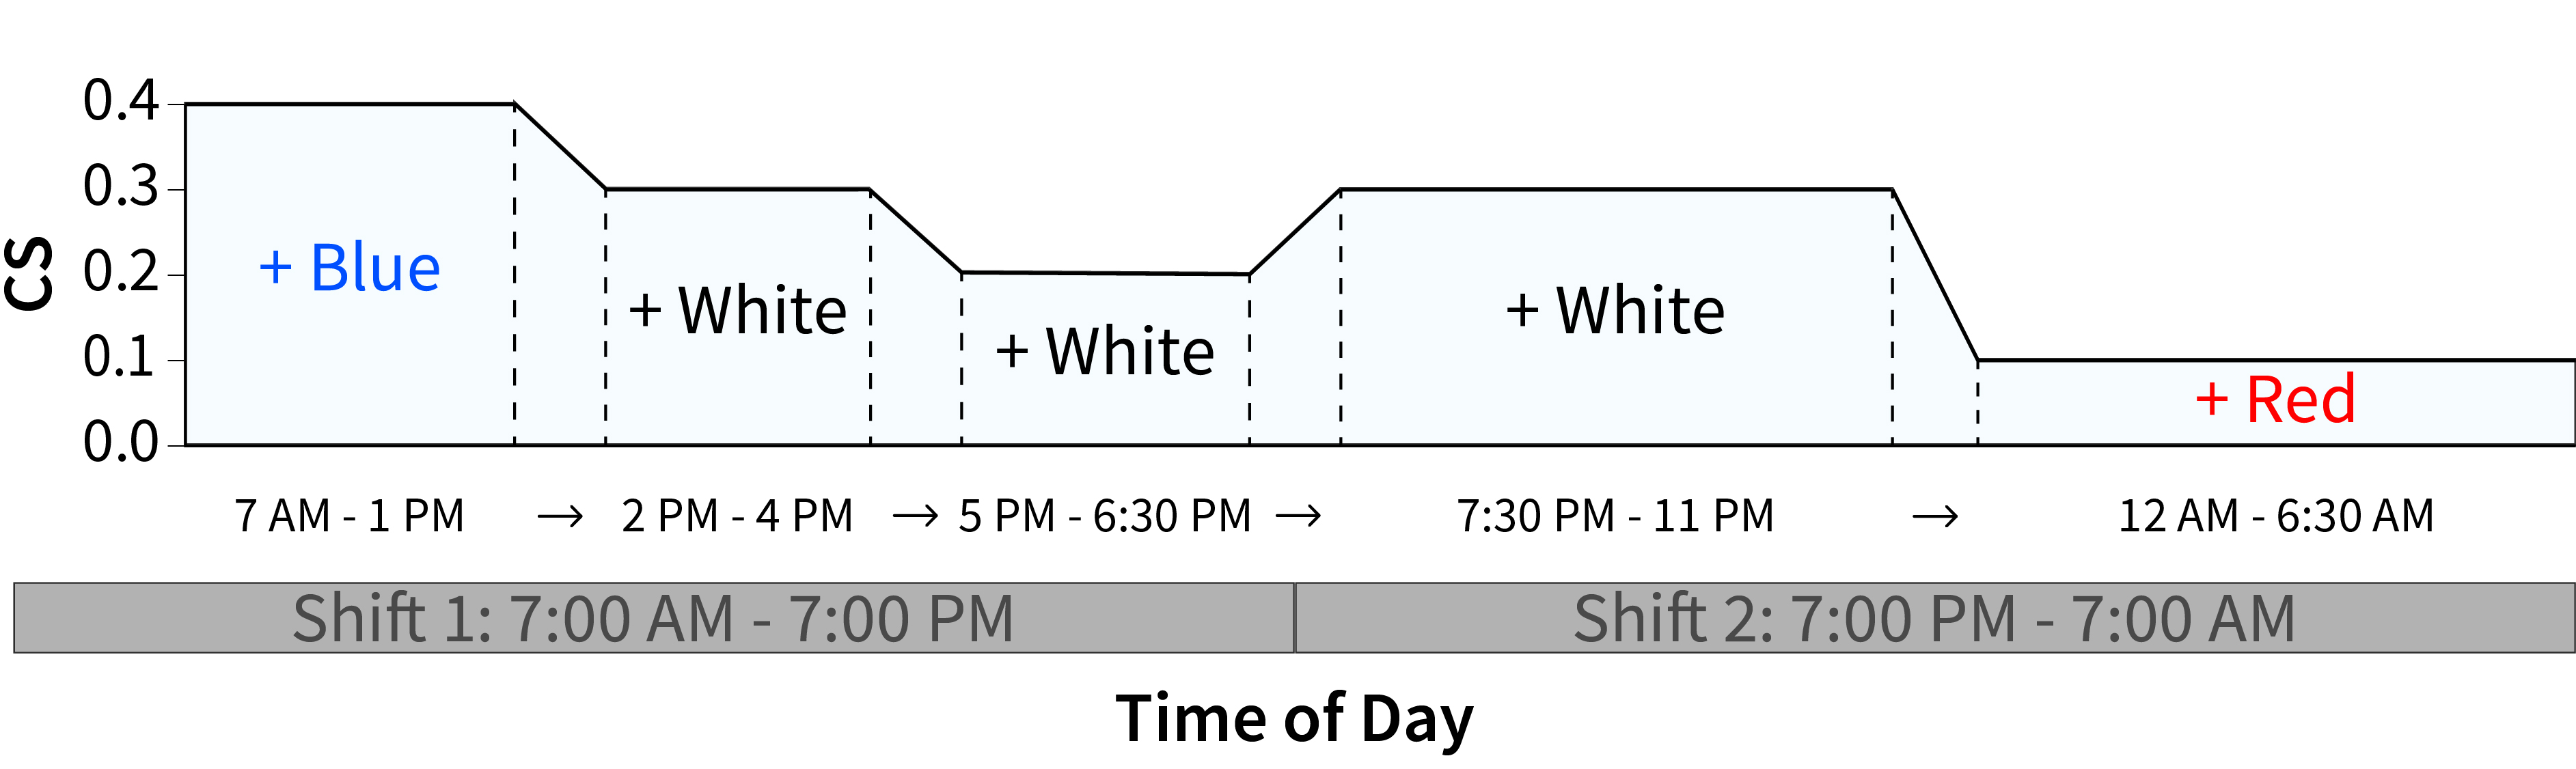 CS
0.4
0.3
0.2
0.1
0.0
+ Blue
+ White
+ White
+ White
+ Red
7 AM - 1 PM → 2 PM - 4 PM → 5 PM - 6:30 PM → 7:30 PM - 11 PM → 12 AM - 6:30 AM
Shift 1: 7:00 AM - 7:00 PM
Shift 2: 7:00 PM - 7:00 AM
Time of Day